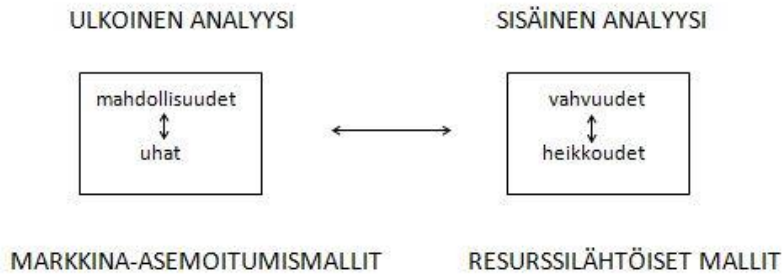 ULKOINEN ANALYYSI
SISÄINEN ANALYYSI
mahdollisuudet
uhat
vahvuudet
heikkoudet
MARKKINA-ASEMOITUMISMALLIT
RESURSSILÄHTÖISET MALLIT